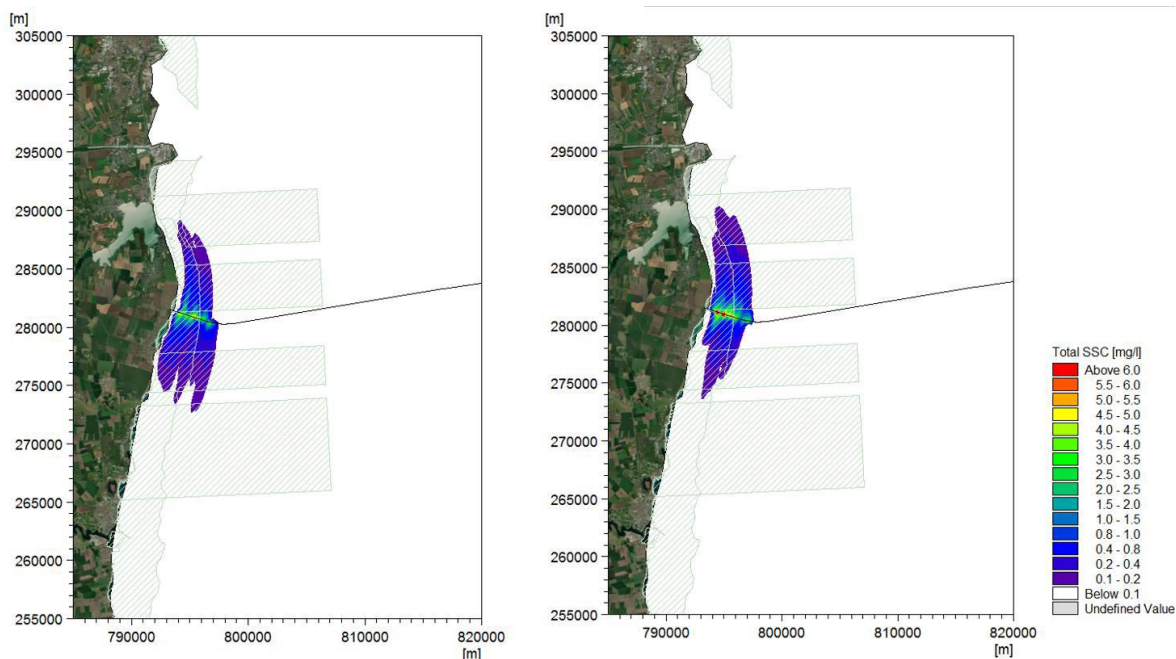 [m]
305000
300000
295000
290000
285000
280000
275000
270000
265000
260000
255000
790000
800000
810000
820000
[m]
[m]
305000
300000
295000
290000
285000
280000
275000
270000
265000
260000
255000
790000
800000
810000
820000
[m]
Total SSC [mg/l]
Above 6.0
5.5 - 6.0
5.0 - 5.5
4.5 - 5.0
4.0 - 4.5
3.5 - 4.0
3.0 - 3.5
2.5 - 3.0
2.0 - 2.5
1.5 - 2.0
1.0 - 1.5
0.8 - 1.0
0.4 - 0.8
0.2 - 0.4
0.1 - 0.2
Below 0.1
Undefined Value